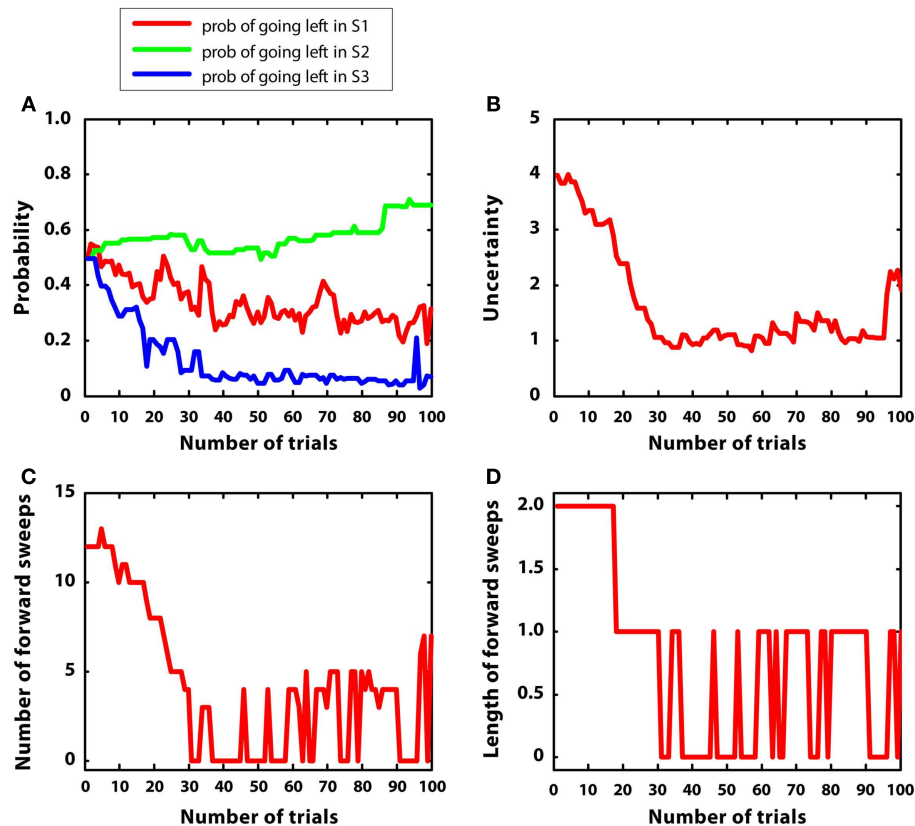 prob of going left in S1
prob of going left in S2
prob of going left in S3
A
1.0
0.8
0.6
0.4
0.2
0
Probability
0 10 20 30 40 50 60 70 80 90 100
Number of trials
B
5
4
3
2
1
0
Uncertainty
0 10 20 30 40 50 60 70 80 90 100
Number of trials
C
15
10
5
0
Number of forward sweeps
0 10 20 30 40 50 60 70 80 90 100
Number of trials
D
2.0
1.5
1.0
0.5
0
Length of forward sweeps
0 10 20 30 40 50 60 70 80 90 100
Number of trials